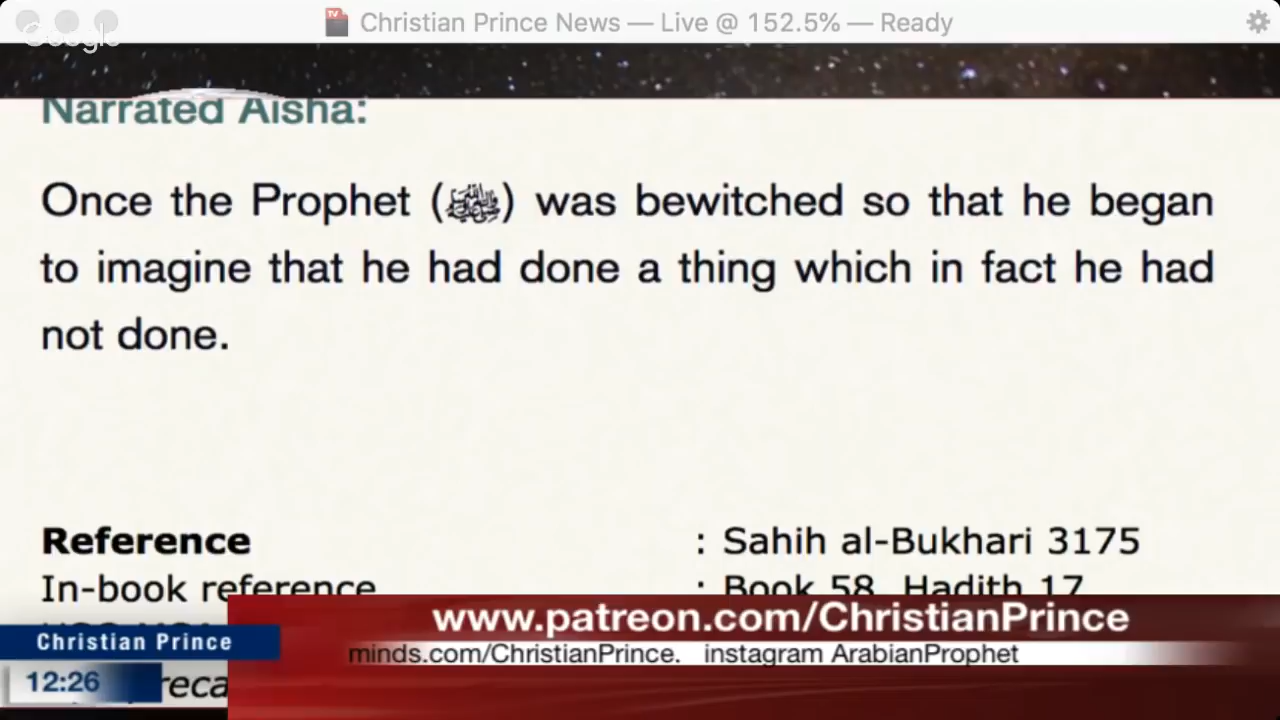 Christian Prince News — Live @ 152.5% — Ready
Google
Narrated Aisha:
Once the Prophet (ﷺ) was bewitched so that he began
to imagine that he had done a thing which in fact he had
not done.
Reference : Sahih al-Bukhari 3175
In-book reference : Book 58, Hadith 17
www.patreon.com/ChristianPrince
Christian Prince
minds.com/ChristianPrince. instagram ArabianProphet
12:26